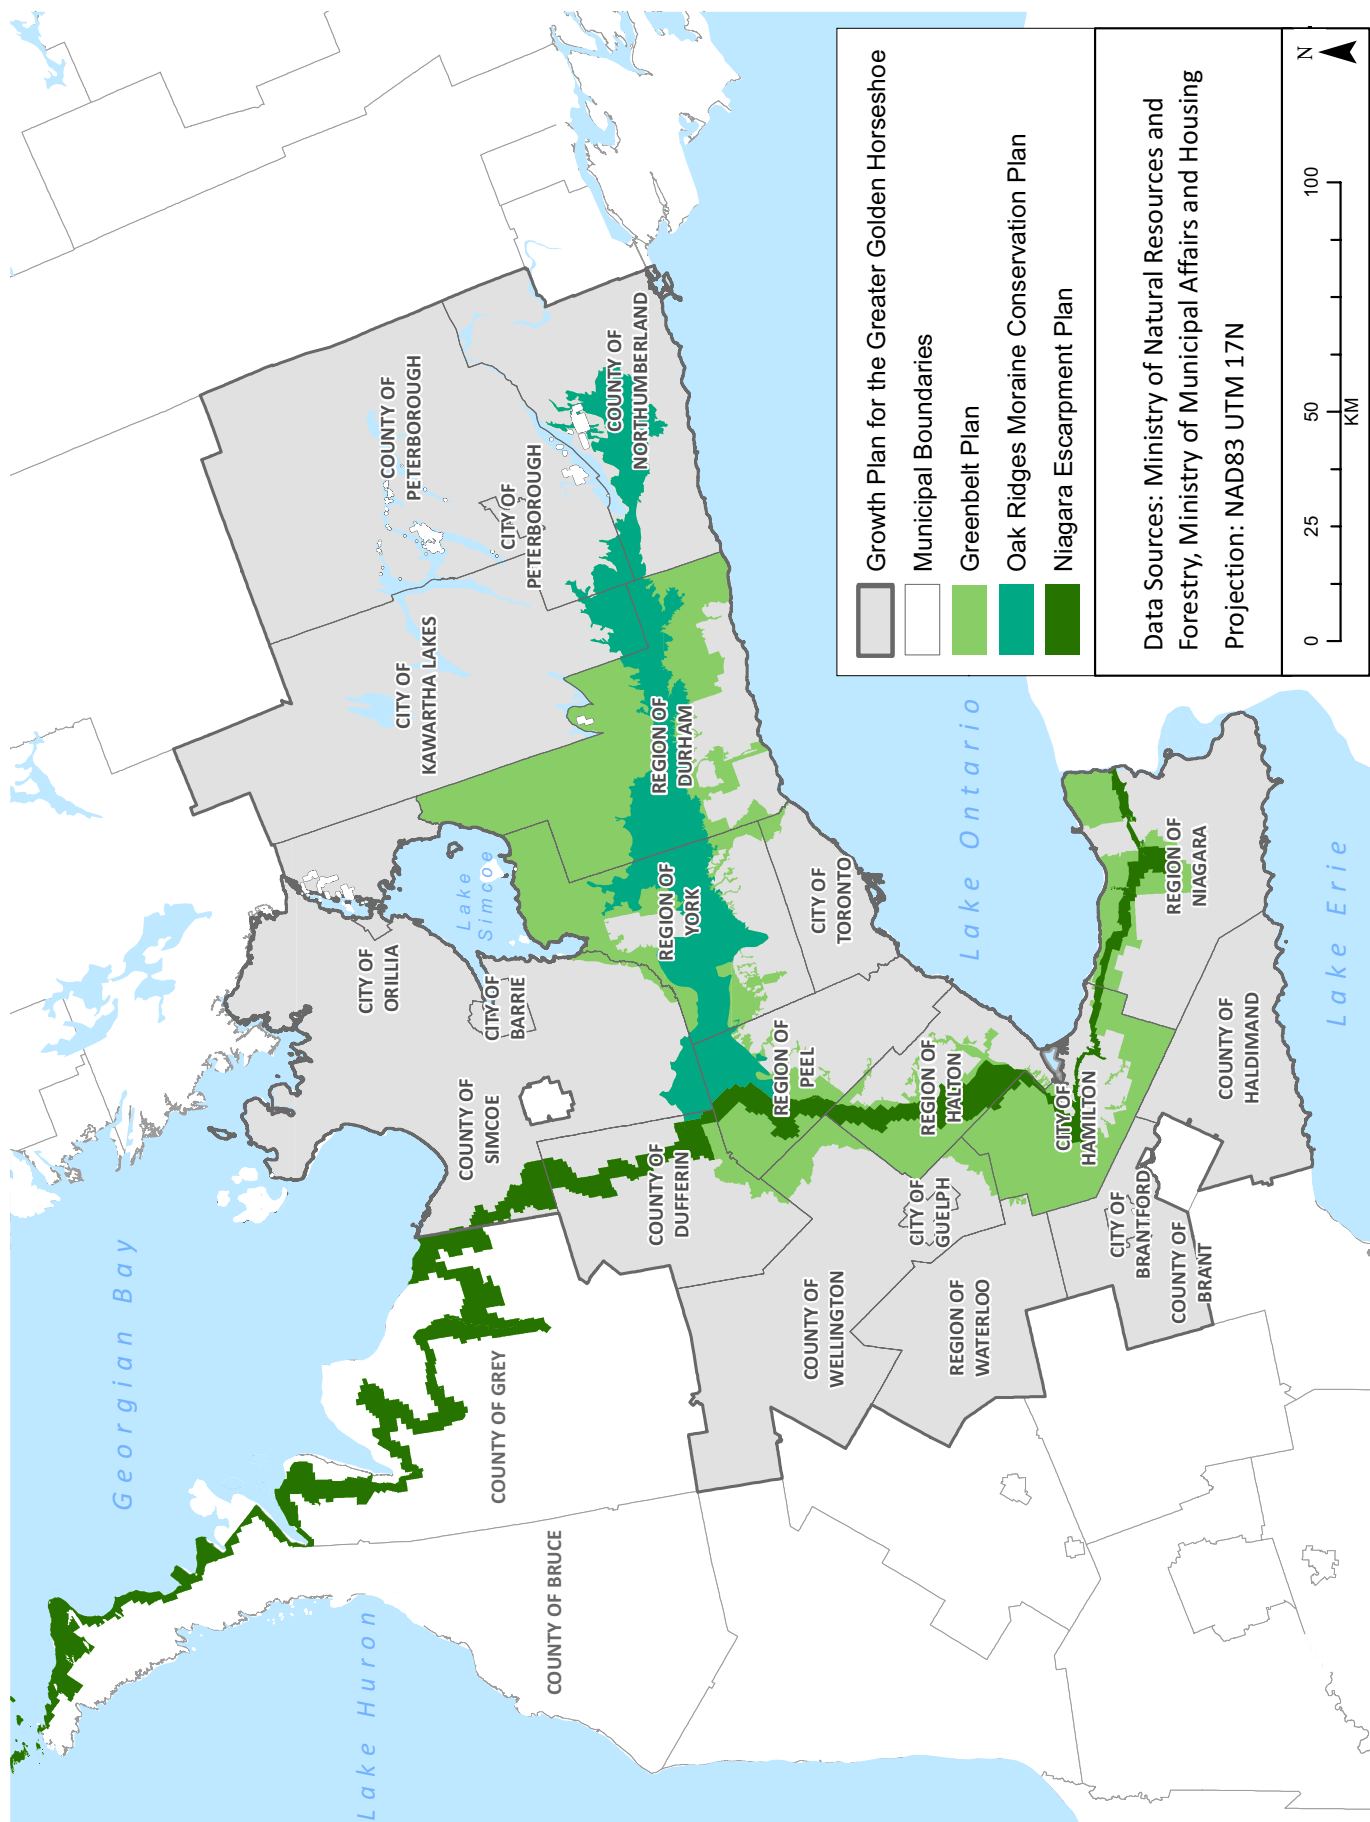 Georgian Bay
Lake Huron
COUNTY OF BRUCE
COUNTY OF GREY
COUNTY OF
SIMCOE
CITY OF
ORILLIA
CITY OF
BARRIE
Lake
Simcoe
CITY OF
KAWARTHA LAKES
COUNTY OF
PETERBOROUGH
CITY OF
PETERBOROUGH
COUNTY OF
NORTHUMBERLAND
COUNTY OF
DUFFERIN
REGION OF
YORK
REGION OF
DURHAM
COUNTY OF
WELLINGTON
REGION OF
PEEL
CITY OF
TORONTO
REGION OF
WATERLOO
CITY OF
GUELPH
REGION OF
HALTON
Lake Ontario
CITY OF
HAMILTON
CITY OF
BRANTFORD
COUNTY OF
BRANT
COUNTY OF
HALDIMAND
REGION OF
NIAGARA
Lake Erie
Growth Plan for the Greater Golden Horseshoe
Municipal Boundaries
Greenbelt Plan
Oak Ridges Moraine Conservation Plan
Niagara Escarpment Plan
Data Sources: Ministry of Natural Resources and
Forestry, Ministry of Municipal Affairs and Housing
Projection: NAD83 UTM 17N
0 25 50 100
KM
N